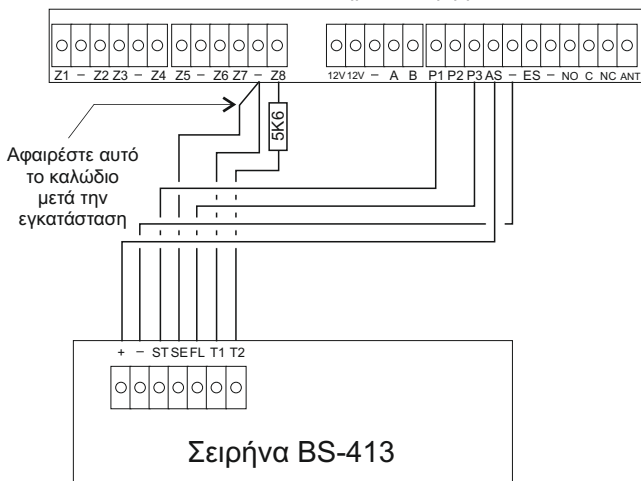 Z1 – Z2 Z3 – Z4 Z5 – Z6 Z7 – Z8 12V 12V – A B P1 P2 P3 AS – ES – NO C NC ANT
5K6
Αφαιρέστε αυτό
το καλώδιο
μετά την
εγκατάσταση
+ – ST SE FL T1 T2
Σειρήνα BS-413